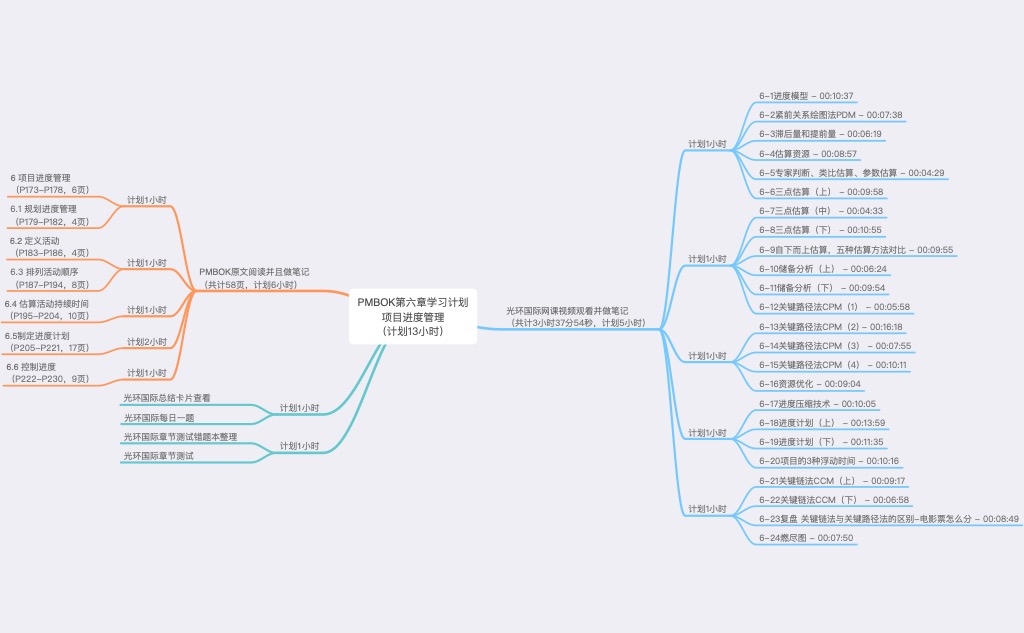 PMBOK第六章学习计划
项目进度管理
（计划13小时）
PMBOK原文阅读并且做笔记
（共计58页，计划6小时）
计划1小时
6 项目进度管理
（P173-P178，6页）
6.1 规划进度管理
（P179-P182，4页）
计划1小时
6.2 定义活动
（P183-P186，4页）
6.3 排列活动顺序
（P187-P194，8页）
计划1小时
6.4 估算活动持续时间
（P195-P204，10页）
计划2小时
6.5制定进度计划
（P205-P221，17页）
计划1小时
6.6 控制进度
（P222-P230，9页）
计划1小时
光环国际总结卡片查看
光环国际每日一题
计划1小时
光环国际章节测试错题本整理
光环国际章节测试
光环国际网课视频观看并做笔记
（共计3小时37分54秒，计划5小时）
计划1小时
6-1进度模型 - 00:10:37
6-2紧前关系绘图法PDM - 00:07:38
6-3滞后量和提前量 - 00:06:19
6-4估算资源 - 00:08:57
6-5专家判断、类比估算、参数估算 - 00:04:29
6-6三点估算（上） - 00:09:58
计划1小时
6-7三点估算（中） - 00:04:33
6-8三点估算（下） - 00:10:55
6-9自下而上估算，五种估算方法对比 - 00:09:55
6-10储备分析（上） - 00:06:24
6-11储备分析（下） - 00:09:54
6-12关键路径法CPM（1） - 00:05:58
计划1小时
6-13关键路径法CPM（2）- 00:16:18
6-14关键路径法CPM（3） - 00:07:55
6-15关键路径法CPM（4） - 00:10:11
6-16资源优化 - 00:09:04
计划1小时
6-17进度压缩技术 - 00:10:05
6-18进度计划（上） - 00:13:59
6-19进度计划（下） - 00:11:35
6-20项目的3种浮动时间 - 00:10:16
计划1小时
6-21关键链法CCM（上） - 00:09:17
6-22关键链法CCM（下） - 00:06:58
6-23复盘 关键链法与关键路径法的区别-电影票怎么分 - 00:08:49
6-24燃尽图 - 00:07:50